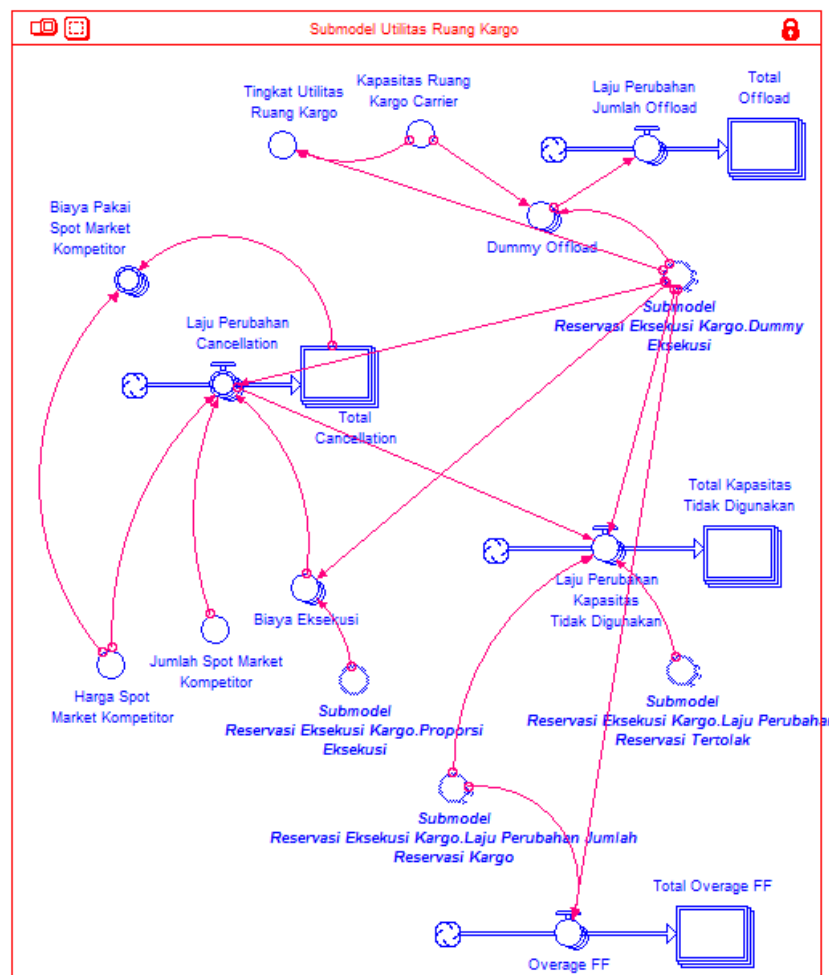 Submodel Utilitas Ruang Kargo
Tingkat Utilitas
Ruang Kargo
Kapasitas Ruang
Kargo Carrier
Laju Perubahan
Jumlah Offload
Total
Offload
Biaya Pakai
Spot Market
Kompetitor
Dummy Offload
Submodel
Reservasi Eksekusi Kargo.Dummy
Eksekusi
Laju Perubahan
Cancellation
Total
Cancellation
Total Kapasitas
Tidak Digunakan
Laju Perubahan
Kapasitas
Tidak Digunakan
Biaya Eksekusi
Jumlah Spot Market
Kompetitor
Harga Spot
Market Kompetitor
Submodel
Reservasi Eksekusi Kargo.Proporsi
Eksekusi
Submodel
Reservasi Eksekusi Kargo.Laju Perubahan
Reservasi Tertolak
Submodel
Reservasi Eksekusi Kargo.Laju Perubahan Jumlah
Reservasi Kargo
Total Overage FF
Overage FF